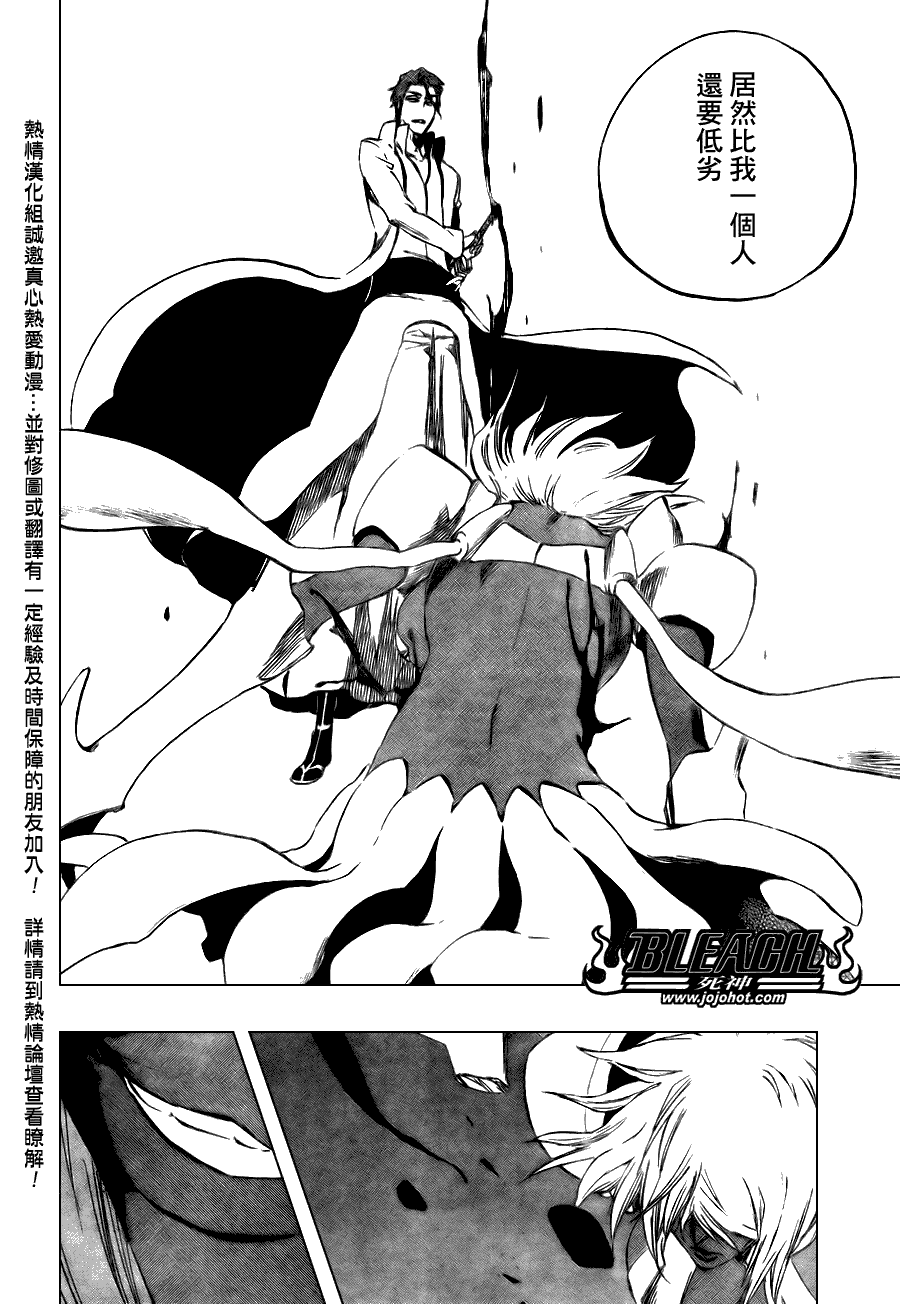 居然比我一個人
還要低劣
熱情漢化組誠邀真心熱愛動漫…並對修圖或翻譯有一定經驗及時間保障的朋友加入！ 詳情請到熱情論壇查看瞭解！
BLEACH
死神
www.jojohot.com